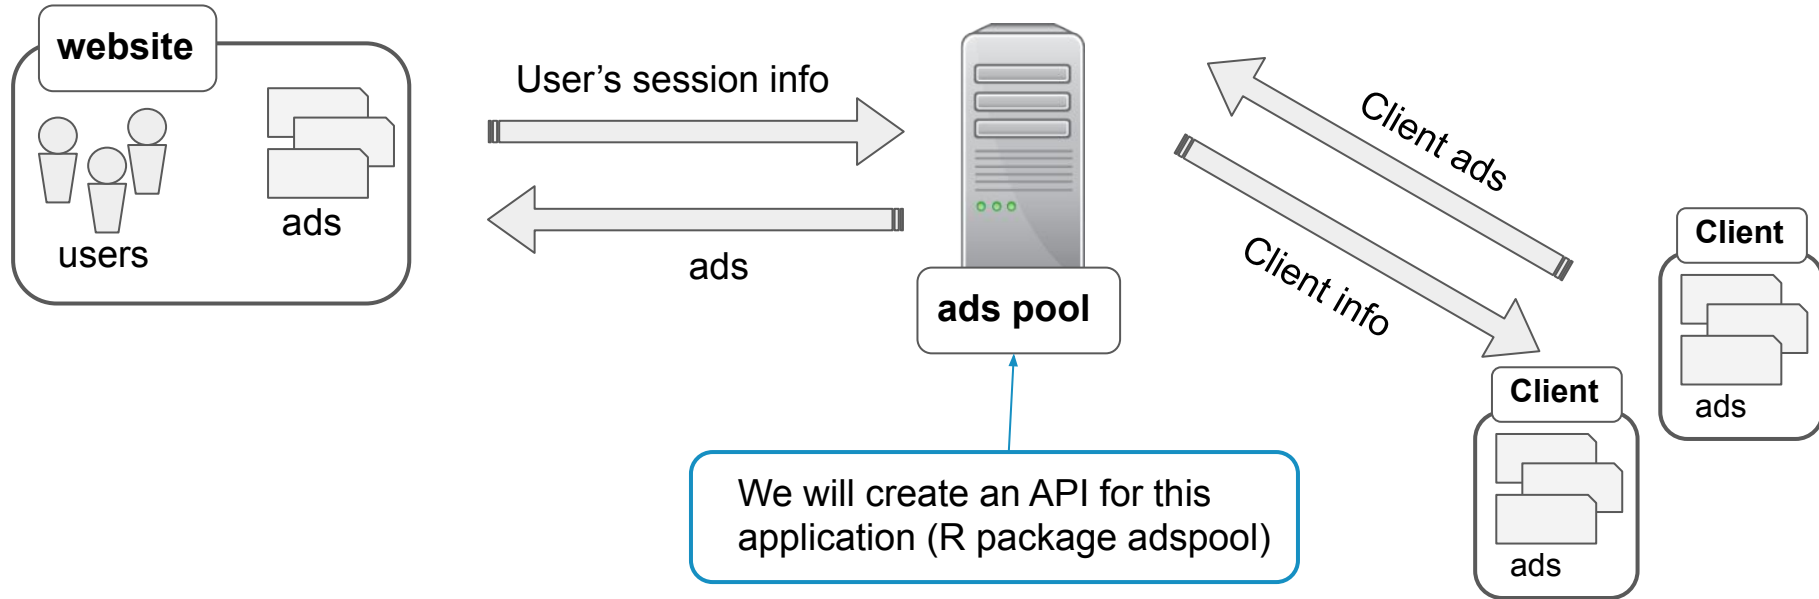 website
users
ads
User’s session info
ads
ads pool
Client ads
Client info
Client
ads
Client
ads
We will create an API for this
application (R package adspool)